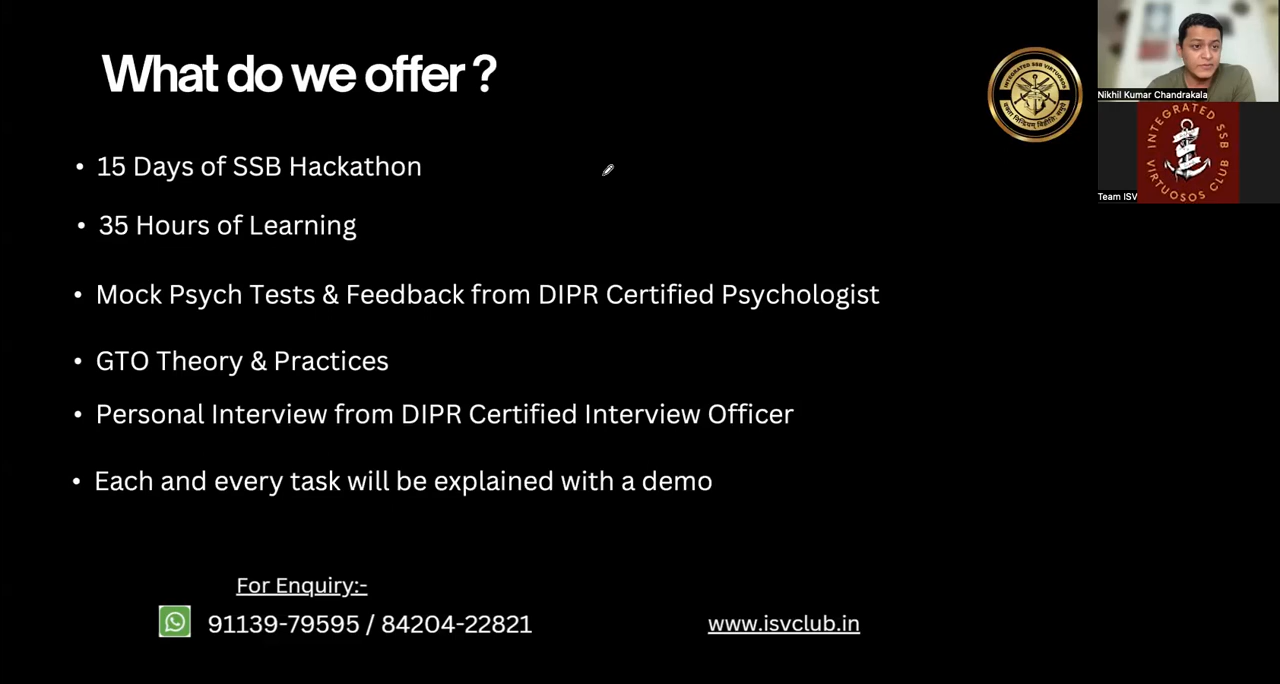 What do we offer ?
INTEGRATED SSB VIRTUOSOS
Nikhil Kumar Chandrakala
INTEGRATED SSB
VIRTUOSOS CLUB
Team ISV
• 15 Days of SSB Hackathon
• 35 Hours of Learning
• Mock Psych Tests & Feedback from DIPR Certified Psychologist
• GTO Theory & Practices
• Personal Interview from DIPR Certified Interview Officer
• Each and every task will be explained with a demo
For Enquiry:-
91139-79595 / 84204-22821
www.isvclub.in